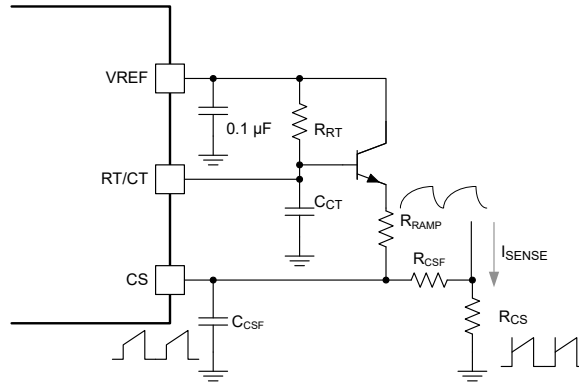 VREF
0.1 µF
RRT
RT/CT
CCT
RRAMP
RCSF
ISENSE
CS
CCSF
RCS